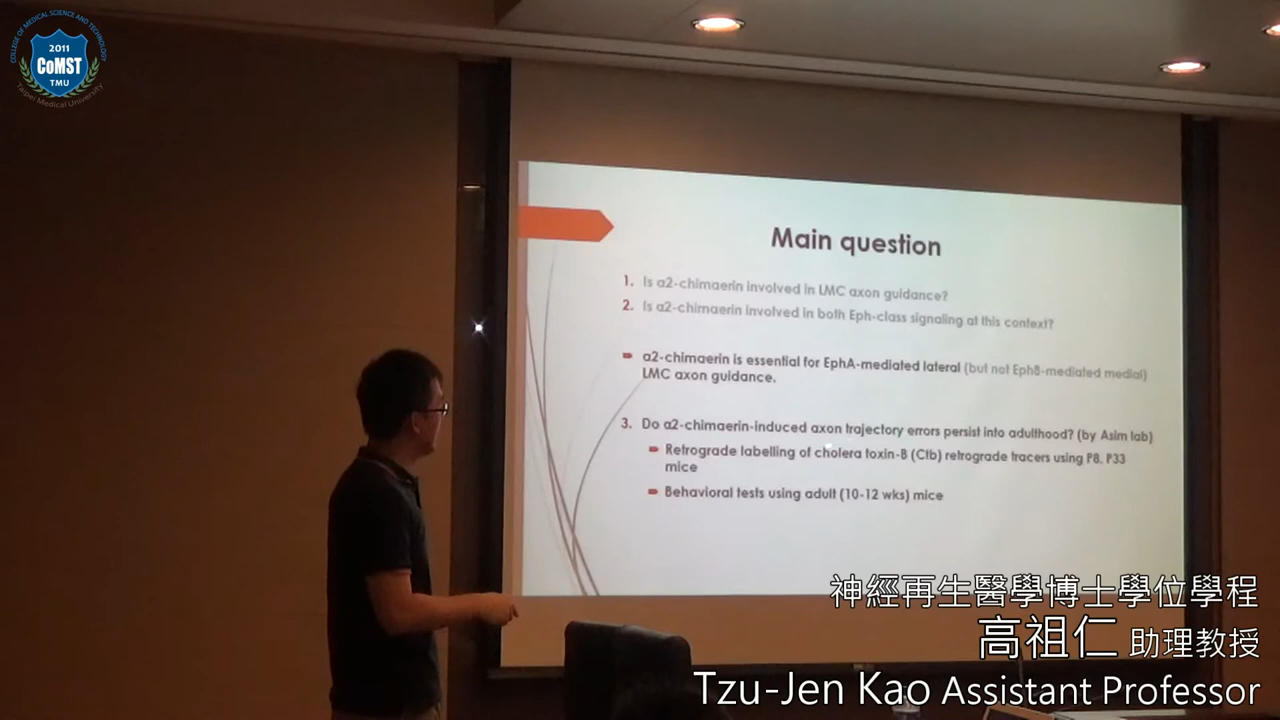 COLLEGE OF MEDICAL SCIENCE AND TECHNOLOGY
2011
CoMST
TMU
Taipei Medical University
Main question
1. Is α2-chimaerin involved in LMC axon guidance?
2. Is α2-chimaerin involved in both Eph-class signaling at this context?
α2-chimaerin is essential for EphA-mediated lateral (but not EphB-mediated medial)
LMC axon guidance.
3. Do α2-chimaerin-induced axon trajectory errors persist into adulthood? (by Asim lab)
Retrograde labelling of cholera toxin-B (Ctb) retrograde tracers using P8, P33
mice
Behavioral tests using adult (10-12 wks) mice
神經再生醫學博士學位學程
高祖仁 助理教授
Tzu-Jen Kao Assistant Professor